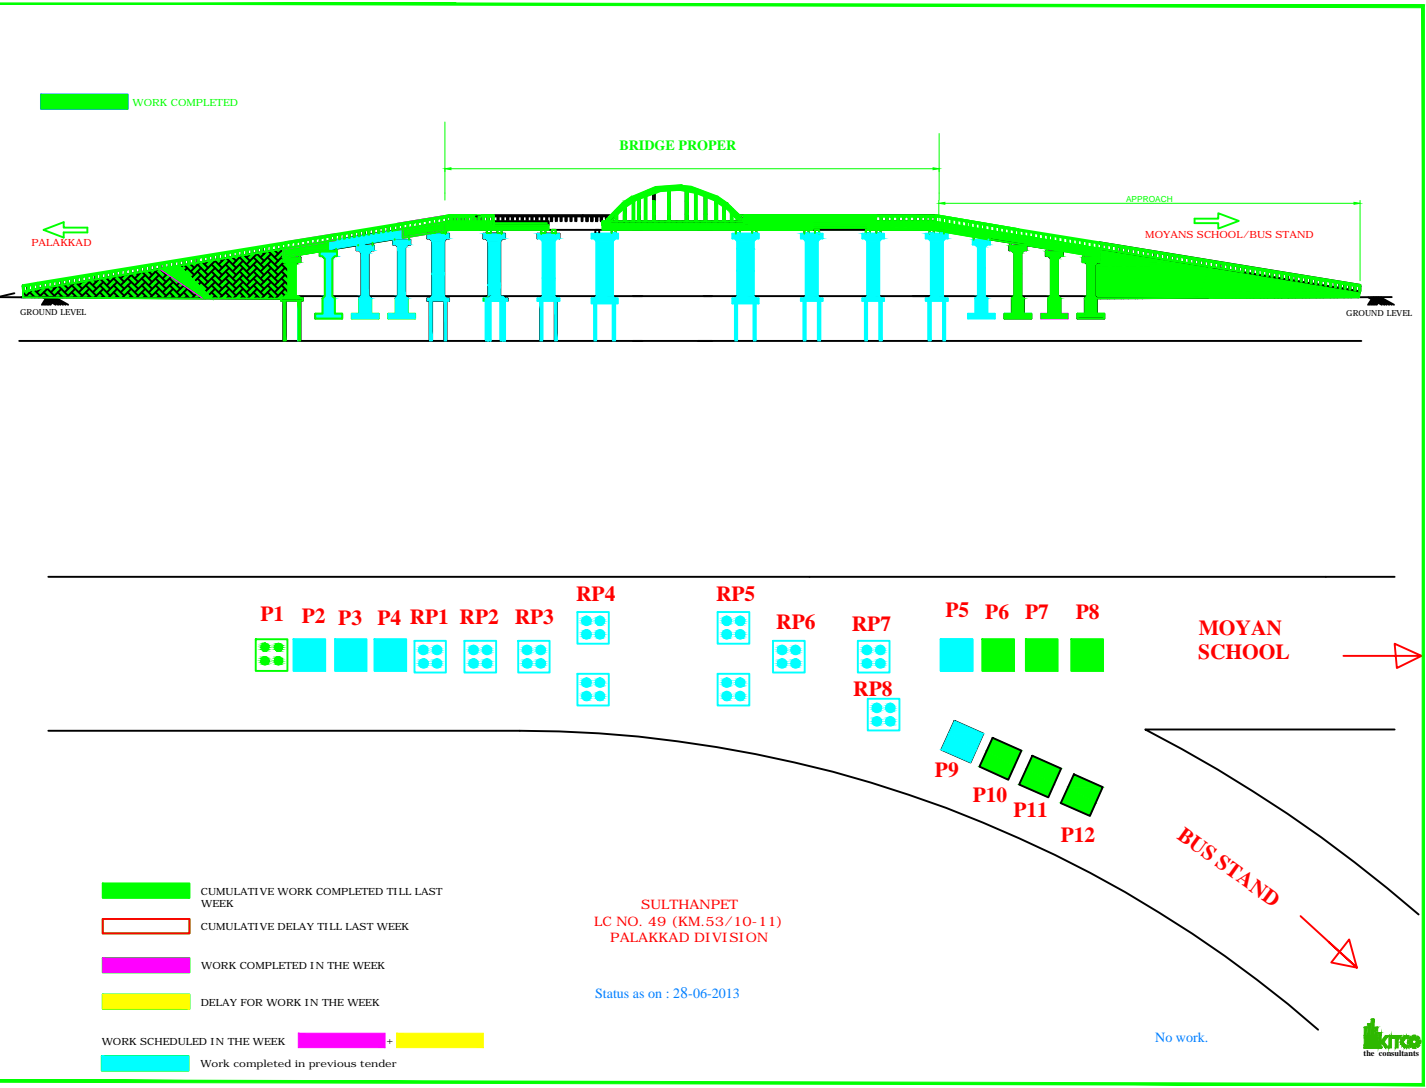 WORK COMPLETED
BRIDGE PROPER
APPROACH
PALAKKAD
MOYANS SCHOOL/BUS STAND
GROUND LEVEL
GROUND LEVEL
P1 P2 P3 P4 RP1 RP2 RP3 RP4 RP5 RP6 RP7 P5 P6 P7 P8
MOYAN
SCHOOL
RP8
P9
P10
P11
P12
BUS STAND
CUMULATIVE WORK COMPLETED TILL LAST
WEEK
CUMULATIVE DELAY TILL LAST WEEK
WORK COMPLETED IN THE WEEK
DELAY FOR WORK IN THE WEEK
WORK SCHEDULED IN THE WEEK +
Work completed in previous tender
SULTHANPET
LC NO. 49 (KM.53/10-11)
PALAKKAD DIVISION
Status as on : 28-06-2013
No work.
KITCO
the consultants